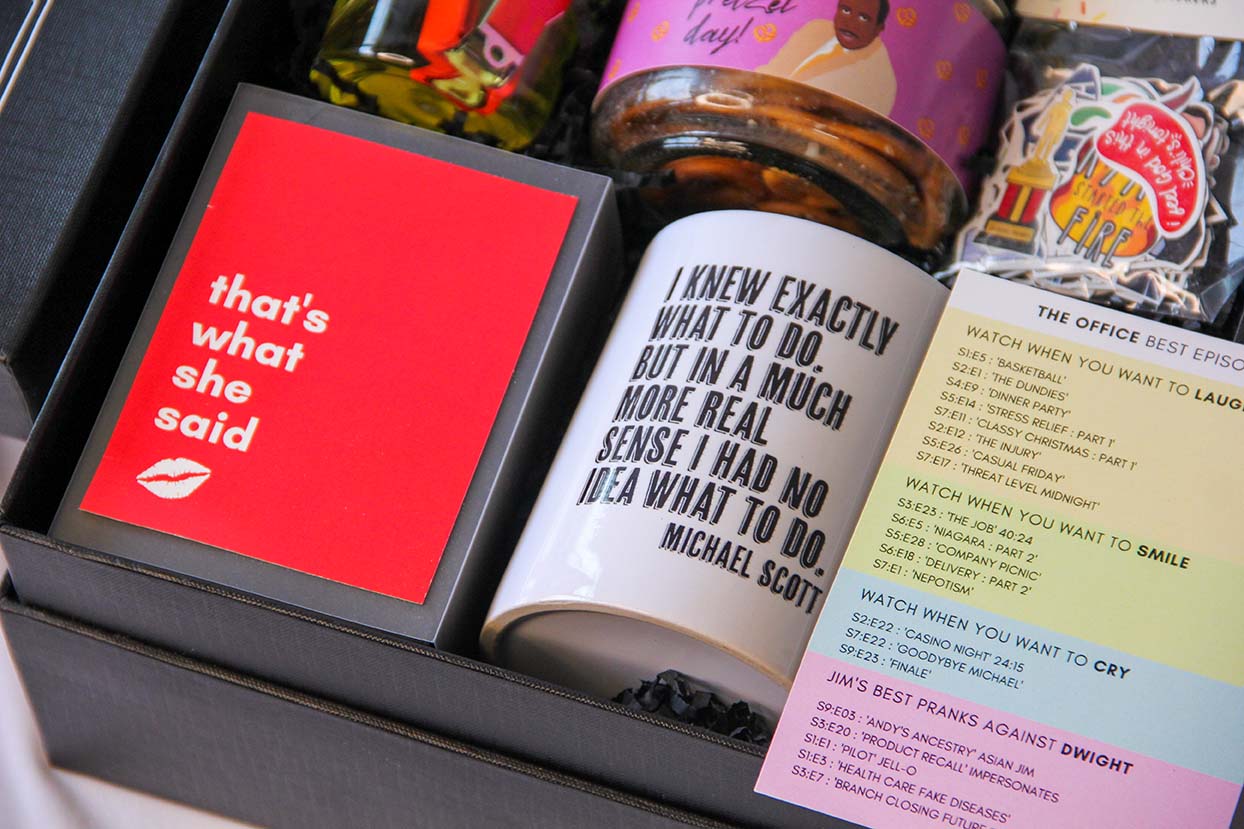 pretzel
day!
I feel God in this
Chili's tonight
STARTED THE
FIRE
that's
what
she
said
I KNEW EXACTLY
WHAT TO DO.
BUT IN A MUCH
MORE REAL
SENSE I HAD NO
IDEA WHAT TO DO.
MICHAEL SCOTT
THE OFFICE BEST EPISO
WATCH WHEN YOU WANT TO LAUGH
S1:E5 : 'BASKETBALL'
S2:E1 : 'THE DUNDIES'
S4:E9 : 'DINNER PARTY'
S5:E14 : 'STRESS RELIEF : PART 1'
S7:E11 : 'CLASSY CHRISTMAS : PART 1'
S2:E12 : 'THE INJURY'
S5:E26 : 'CASUAL FRIDAY'
S7:E17 : 'THREAT LEVEL MIDNIGHT'
WATCH WHEN YOU WANT TO SMILE
S3:E23 : 'THE JOB' 40:24
S6:E5 : 'NIAGARA : PART 2'
S5:E28 : 'COMPANY PICNIC'
S6:E18 : 'DELIVERY : PART 2'
S7:E1 : 'NEPOTISM'
WATCH WHEN YOU WANT TO CRY
S2:E22 : 'CASINO NIGHT' 24:15
S7:E22 : 'GOODYBYE MICHAEL'
S9:E23 : 'FINALE'
JIM'S BEST PRANKS AGAINST DWIGHT
S9:E03 : 'ANDY'S ANCESTRY' ASIAN JIM
S3:E20 : 'PRODUCT RECALL' IMPERSONATES
S1:E1 : 'PILOT' JELL-O
S1:E3 : 'HEALTH CARE FAKE DISEASES'
S3:E7 : 'BRANCH CLOSING FUTURE